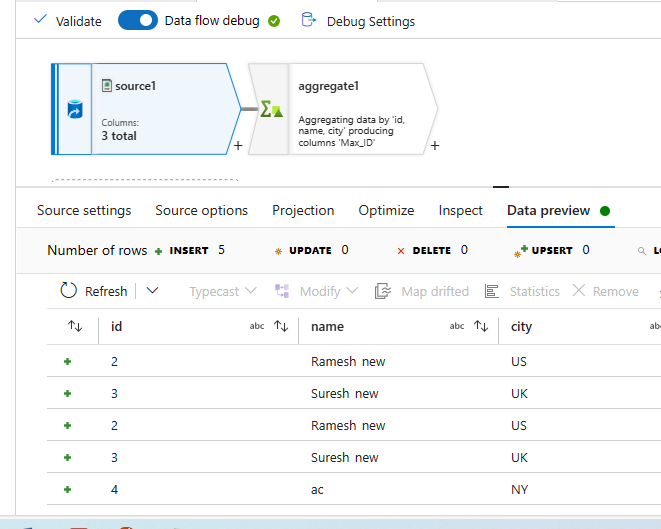 Validate Data flow debug Debug Settings
source1
Columns:
3 total
+
aggregate1
Aggregating data by 'id,
name, city' producing
columns 'Max_ID'
+
Source settings Source options Projection Optimize Inspect Data preview
Number of rows + INSERT 5 UPDATE 0 DELETE 0 UPSERT 0
Refresh Typecast Modify Map drifted Statistics Remove
id abc name abc city
+ 2 Ramesh new US
+ 3 Suresh new UK
+ 2 Ramesh new US
+ 3 Suresh new UK
+ 4 ac NY